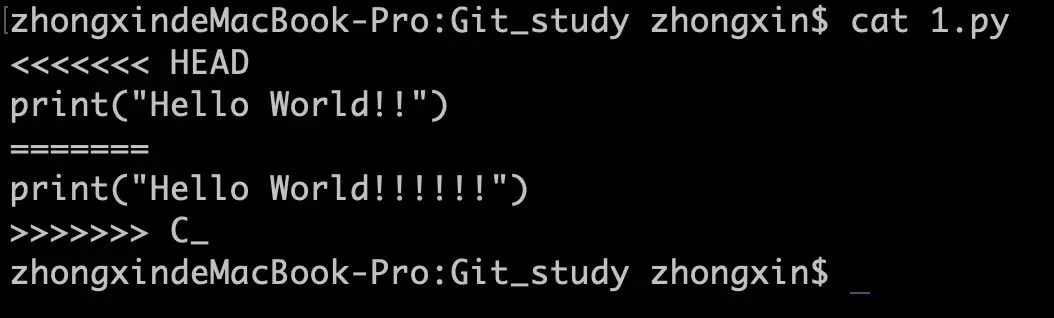 zhongxindeMacBook-Pro:Git_study zhongxin$ cat 1.py
<<<<<<< HEAD
print("Hello World!!")
=======
print("Hello World!!!!!!")
>>>>>>> C_
zhongxindeMacBook-Pro:Git_study zhongxin$ _